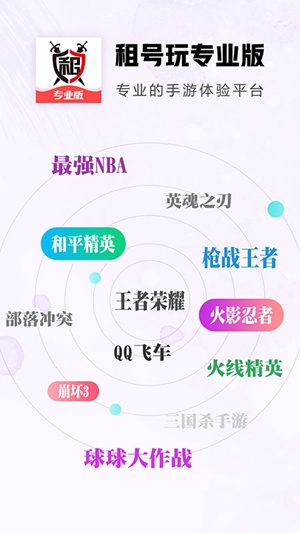 租号玩专业版
租
专业版
专业的手游体验平台
最强NBA
英魂之刃
和平精英
枪战王者
王者荣耀
火影忍者
部落冲突
QQ飞车
火线精英
崩坏3
三国杀手游
球球大作战